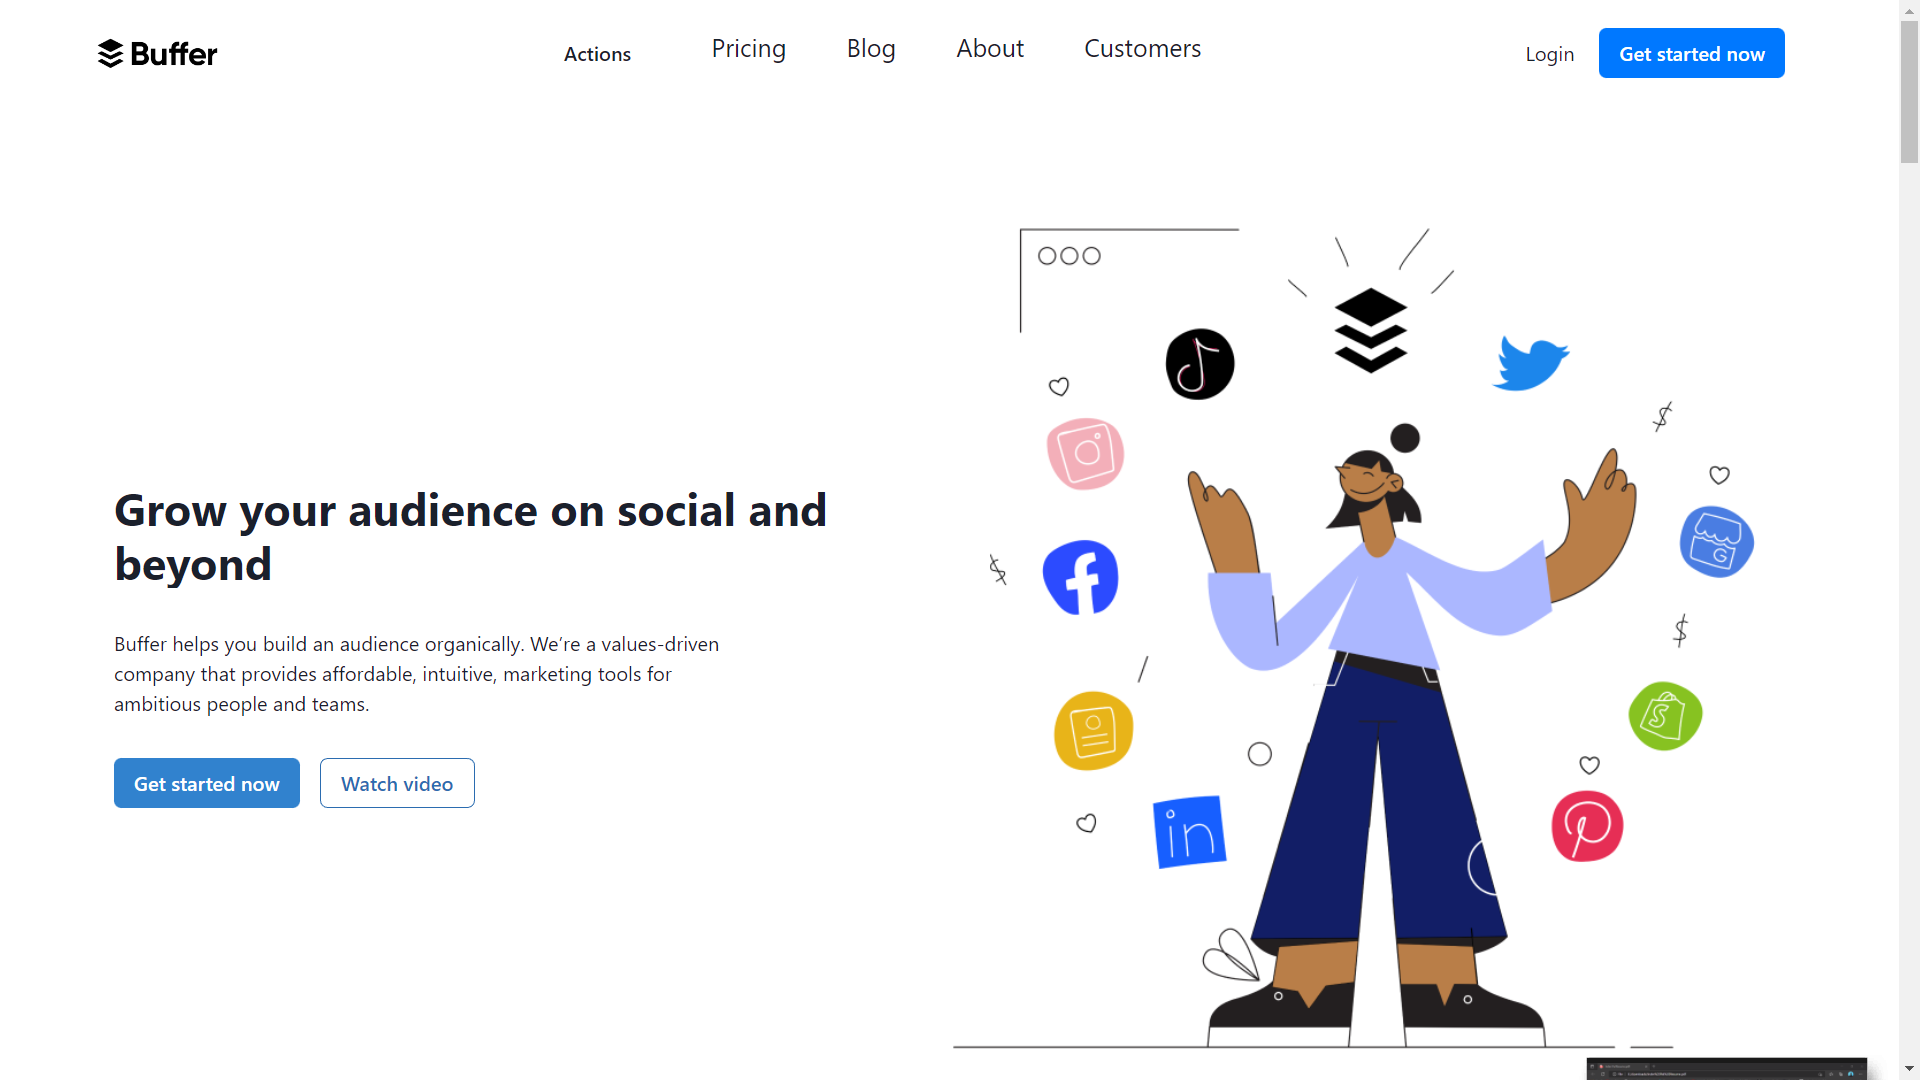 Buffer
Actions
Pricing
Blog
About
Customers
Login
Get started now
Grow your audience on social and
beyond
Buffer helps you build an audience organically. We’re a values-driven
company that provides affordable, intuitive, marketing tools for
ambitious people and teams.
Get started now
Watch video
in
G
S